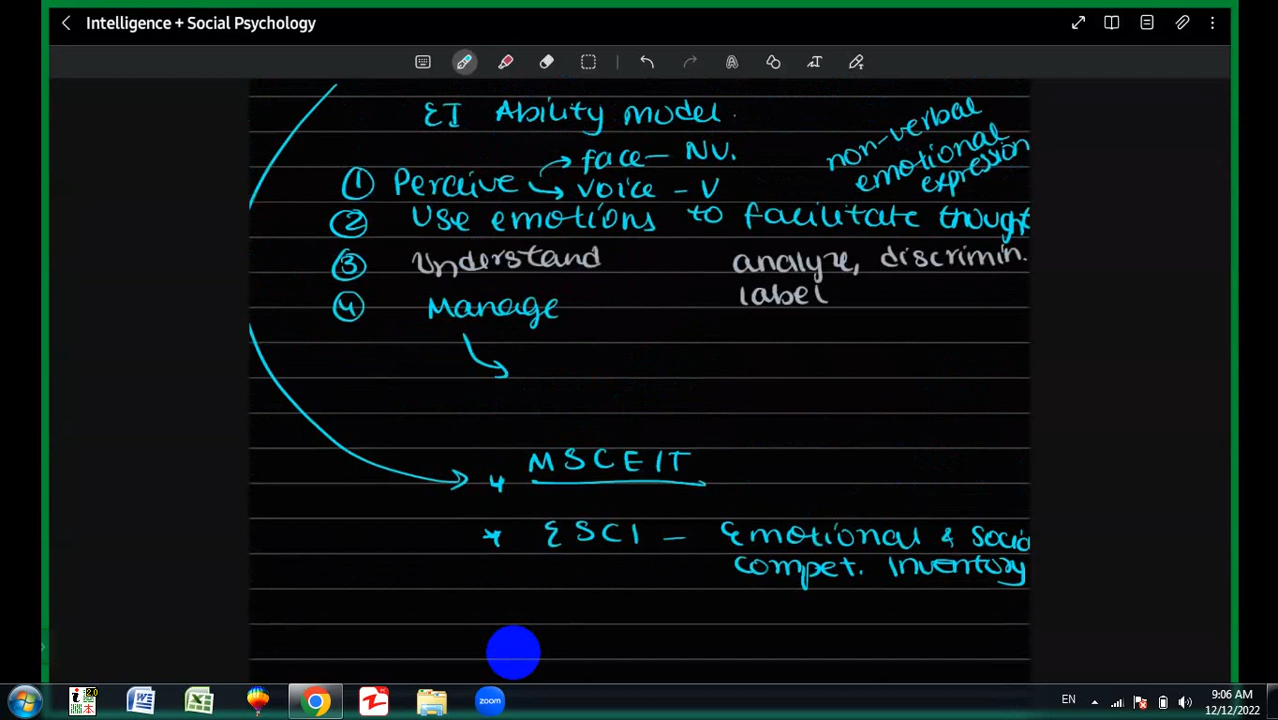 Intelligence + Social Psychology
EI Ability model.
face - NV.
non-verbal
emotional
expression
① Perceive
voice - V
② Use emotions to facilitate thought
③ Understand
analyze, discrimin.
label
④ Manage
MSCEIT
* ESCI - Emotional & Socia
compet. Inventory
zoom
EN
9:06 AM
12/12/2022